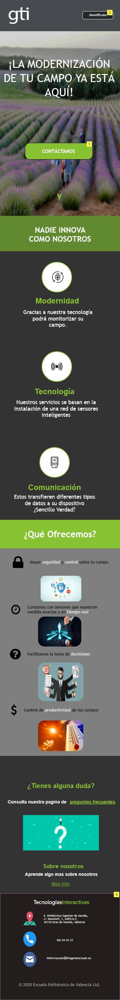 gti
Identificate
2
¡LA MODERNIZACIÓN
DE TU CAMPO YA ESTÁ
AQUÍ!
1
CONTÁCTANOS
NADIE INNOVA
COMO NOSOTROS
Modernidad
Gracias a nuestra tecnología
podrá monitorizar su
campo.
Tecnología
Nuestros servicios se basan en la
instalación de una red de sensores
inteligentes
Comunicación
Estos transfieren diferentes tipos
de datos a su dispositivo
¿Sencillo Verdad?
¿Qué Ofrecemos?
Mayor seguridad y control sobre tu campo.
Contamos con sensores que muestran
medida exactas y en tiempo real.
Facilitamos la toma de decisiones
Control de productividad de tus campos
¿Tienes alguna duda?
Consulta nuestra pagina de preguntas frecuentes
Sobre nosotros
Aprende algo mas sobre nosotros
Mas info
3
TecnologíasInteractivas
E. Politécnica Superior de Gandia,
C/ Paranimf, 1, Edificio F,
46730 Grau de Gandia, Valencia
962 84 93 33
informacion@thegreencloud.es
© 2020 Escuela Politécnica de Valencia Ltd.